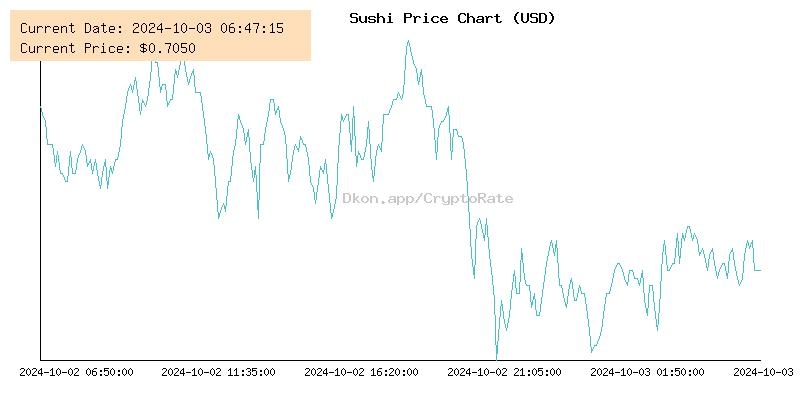 Sushi Price Chart (USD)
Current Date: 2024-10-03 06:47:15
Current Price: $0.7050
Dkon.app/CryptoRate
2024-10-02 06:50:00
2024-10-02 11:35:00
2024-10-02 16:20:00
2024-10-02 21:05:00
2024-10-03 01:50:00
2024-10-03